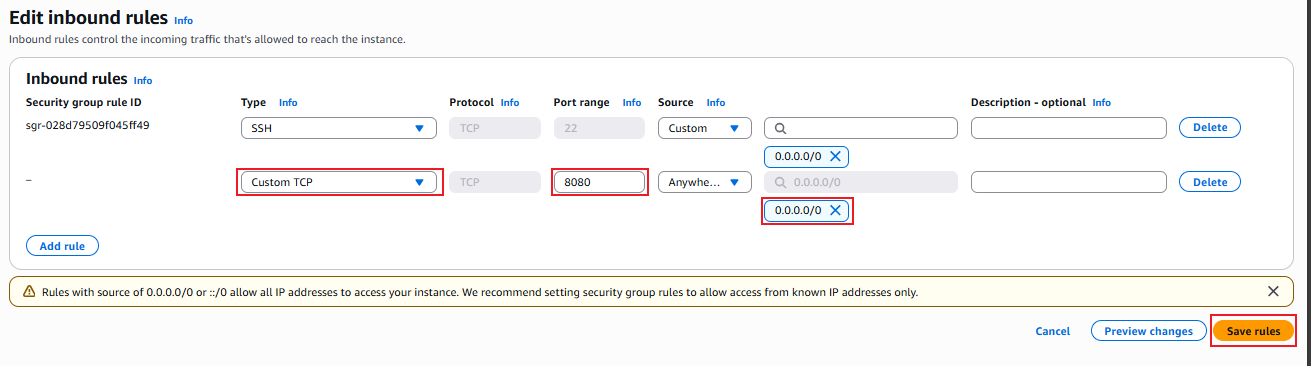 Edit inbound rules Info
Inbound rules control the incoming traffic that's allowed to reach the instance.
Inbound rules Info
Security group rule ID Type Info Protocol Info Port range Info Source Info Description - optional Info
sgr-028d79509f045ff49 SSH TCP 22 Custom Delete
0.0.0.0/0
– Custom TCP TCP 8080 Anywhe... 0.0.0.0/0 Delete
0.0.0.0/0
Add rule
Rules with source of 0.0.0.0/0 or ::/0 allow all IP addresses to access your instance. We recommend setting security group rules to allow access from known IP addresses only.
Cancel Preview changes Save rules